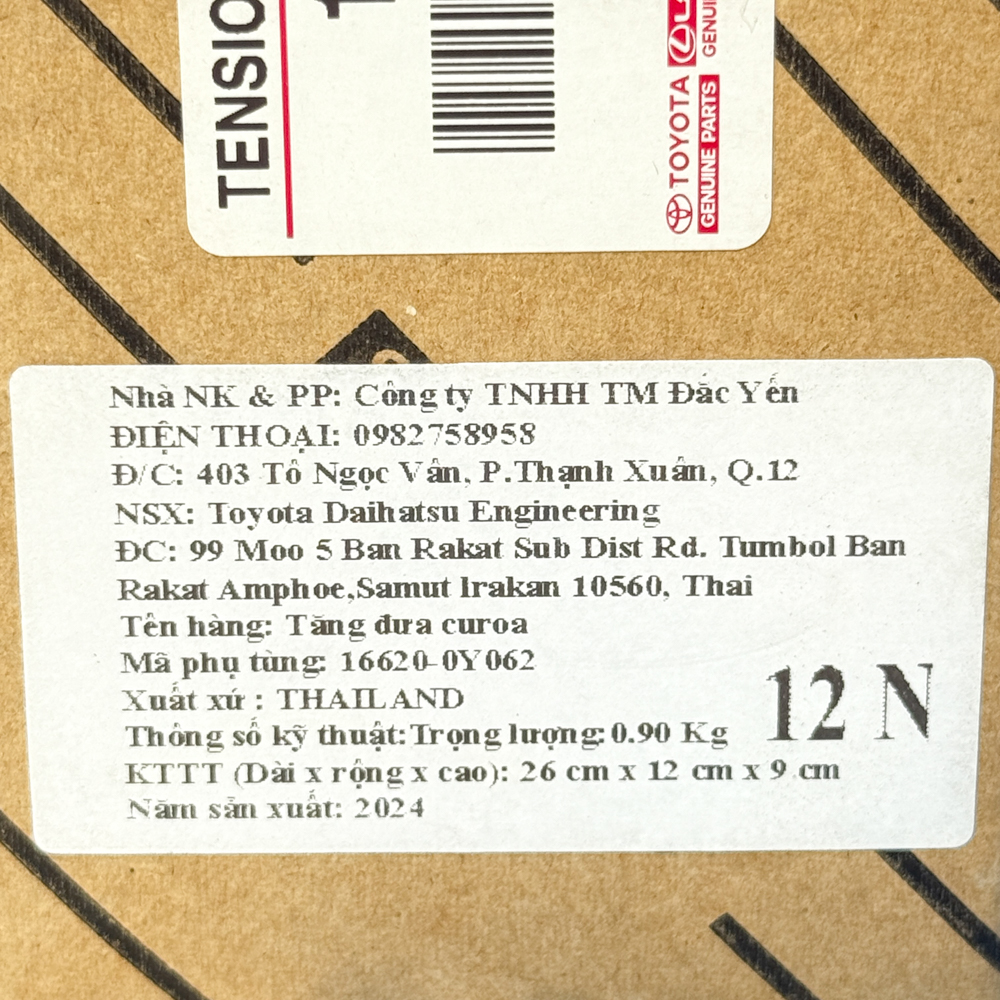 TOYOTA
GENUINE PARTS
Nhà NK & PP: Công ty TNHH TM Đắc Yến
ĐIỆN THOẠI: 0982758958
Đ/C: 403 Tô Ngọc Vân, P.Thạnh Xuân, Q.12
NSX: Toyota Daihatsu Engineering
ĐC: 99 Moo 5 Ban Rakat Sub Dist Rd. Tumbol Ban
Rakat Amphoe,Samut Irakan 10560, Thai
Tên hàng: Tăng đưa curoa
Mã phụ tùng: 16620-0Y062
Xuất xứ : THAILAND
Thông số kỹ thuật:Trọng lượng:0.90 Kg
KTTT (Dài x rộng x cao): 26 cm x 12 cm x 9 cm
Năm sản xuất: 2024
12 N